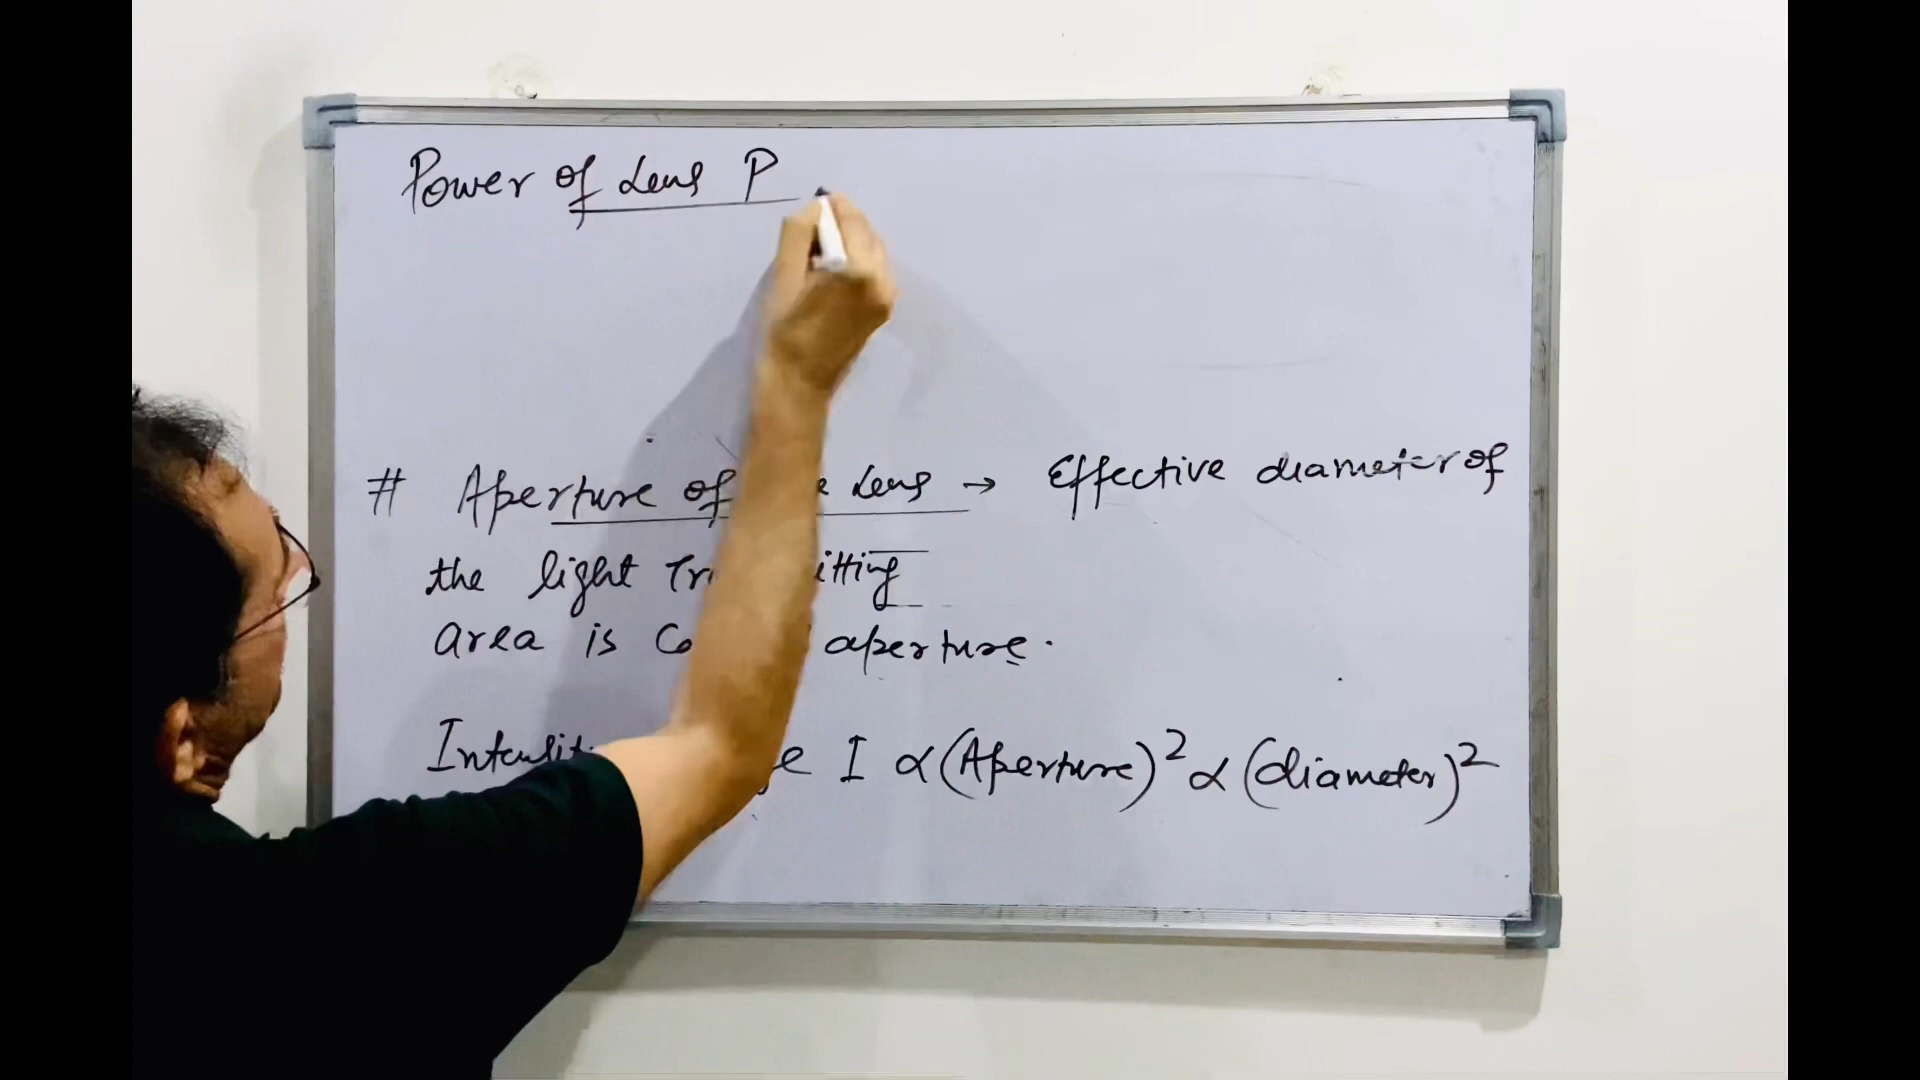 Power of Lens P
# Aperture of Lens → Effective diameter of
the light
area is aperture.
I ∝ (Aperture)² ∝ (diameter)²